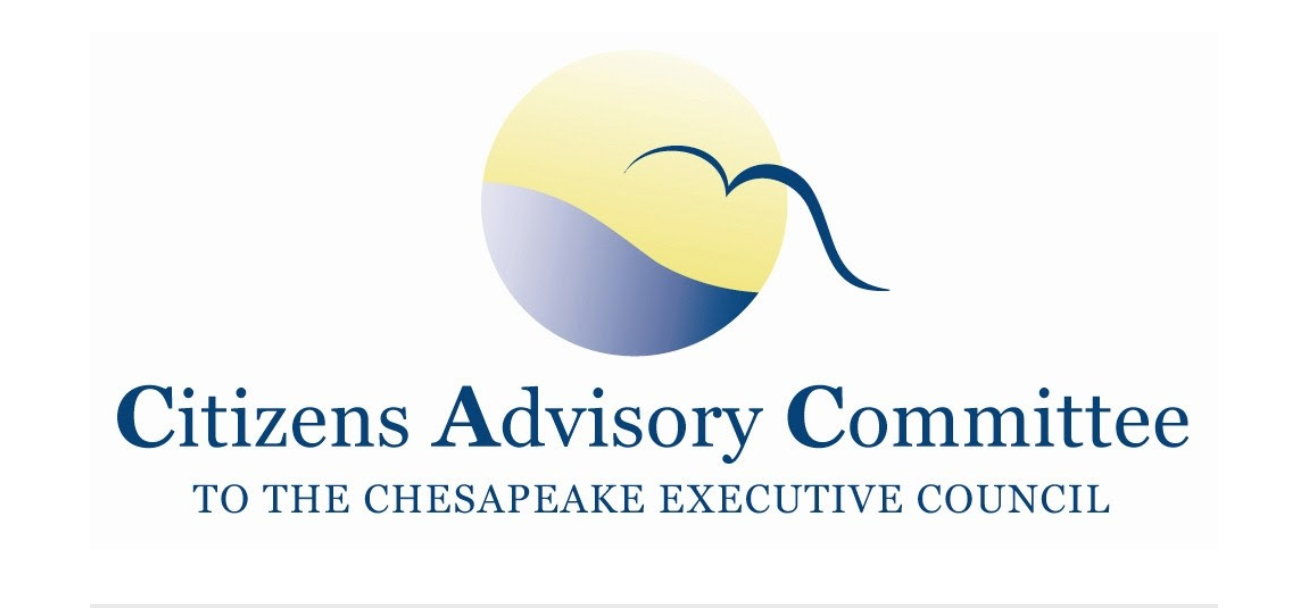 Citizens Advisory Committee
TO THE CHESAPEAKE EXECUTIVE COUNCIL